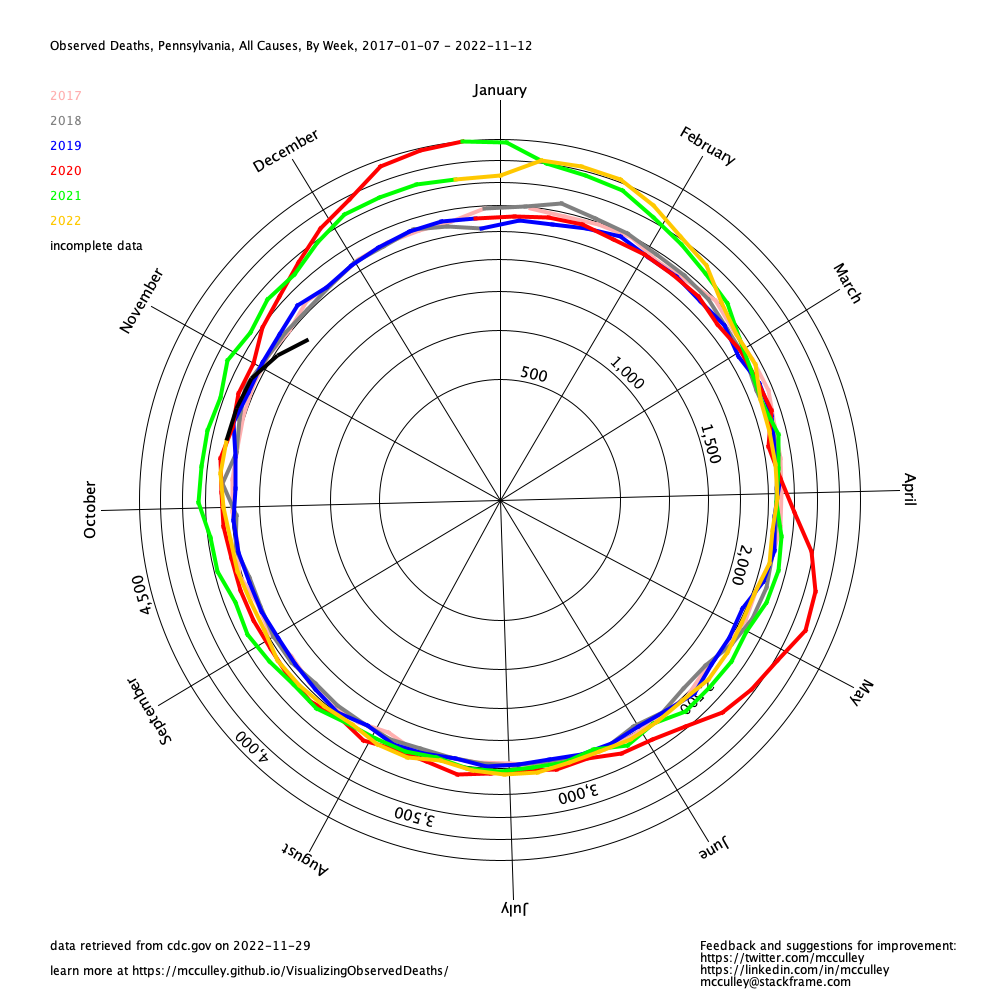 Observed Deaths, Pennsylvania, All Causes, By Week, 2017-01-07 - 2022-11-12
January
2017
2018
2019
2020
2021
2022
incomplete data
December
February
November
March
500
1,000
1,500
October
April
2,000
4,500
September
May
4,000
3,000
3,500
August
June
July
data retrieved from cdc.gov on 2022-11-29
learn more at https://mcculley.github.io/VisualizingObservedDeaths/
Feedback and suggestions for improvement:
https://twitter.com/mcculley
https://linkedin.com/in/mcculley
mcculley@stackframe.com